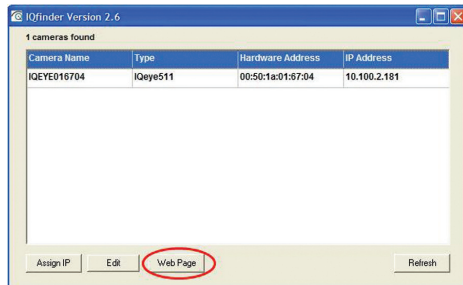 IQfinder Version 2.6
1 cameras found
Camera Name Type Hardware Address IP Address
IQEYE016704 IQeye511 00:50:1a:01:67:04 10.100.2.181
Assign IP Edit Web Page Refresh